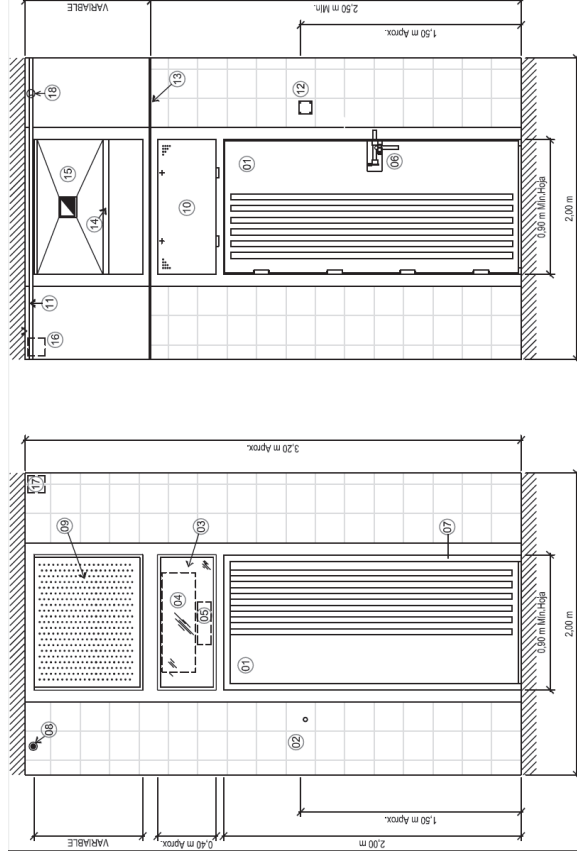 VARIABLE
2,50 m Min.
1,50 m Aprox.
18
13
12
15
14
10
01
06
11
16
0,90 m Min.Hoja
2,00 m
3,20 m Aprox.
17
09
03
07
04
05
01
08
02
0,90 m Min.Hoja
2,00 m
VARIABLE
0,40 m Aprox.
2,00 m
1,50 m Aprox.